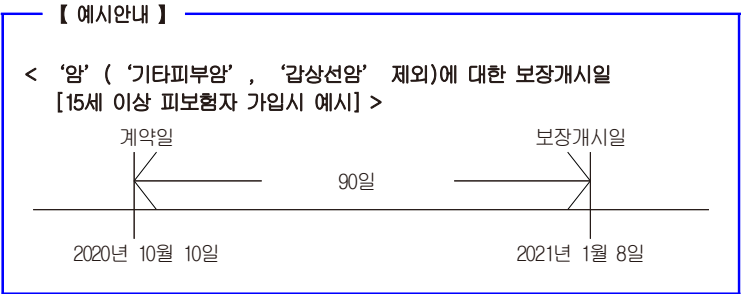 【 예시안내 】
< ‘암’(‘기타피부암’, ‘갑상선암’ 제외)에 대한 보장개시일
[15세 이상 피보험자 가입시 예시] >
계약일 보장개시일
90일
2020년 10월 10일 2021년 1월 8일